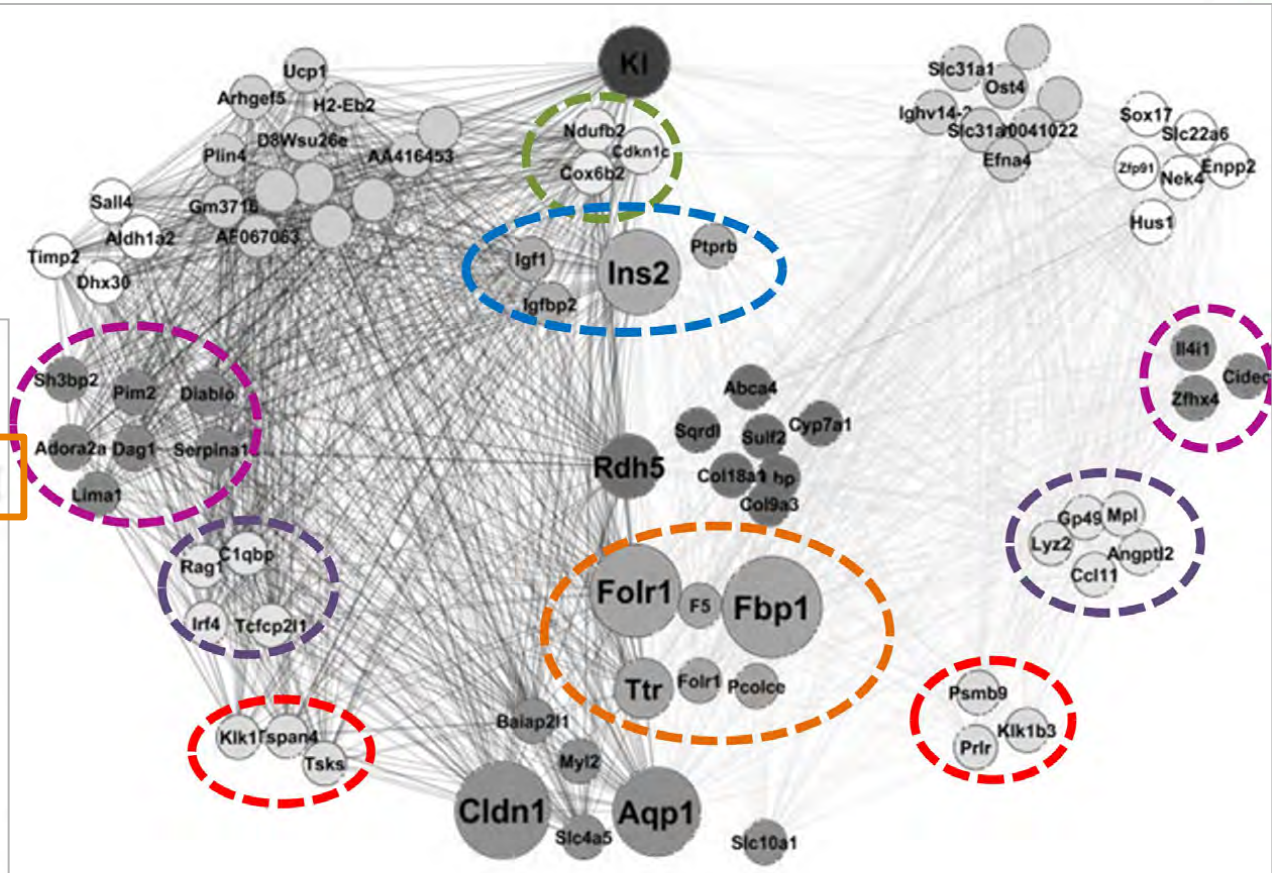 Kl
Ucp1
Arhgef5
H2-Eb2
D8Wsu26e
Plin4
AA416453
Gm3716
AF067063
Sall4
Aldh1a2
Timp2
Dhx30
Ndufb2
Cdkn1c
Cox6b2
Igf1
Ins2
Ptprb
Igfbp2
Slc31a1
Ost4
Ighv14-2
Efna4
Sox17
Slc22a6
Zfp91
Nek4
Enpp2
Hus1
Sh3bp2
Pim2
Diablo
Adora2a
Dag1
Serpina1
Lima1
Il4i1
Cidec
Zfhx4
Abca4
Sqrdl
Sulf2
Cyp7a1
Rdh5
Col18a1
Col9a3
Rag1
C1qbp
Irf4
Tcfcp2l1
Gp49
Mpl
Lyz2
Angptl2
Ccl11
Folr1
F5
Fbp1
Ttr
Folr1
Pcolce
Klk1
Tspan4
Tsks
Psmb9
Klk1b3
Prlr
Baiap2l1
Myl2
Cldn1
Aqp1
Slc4a5
Slc10a1